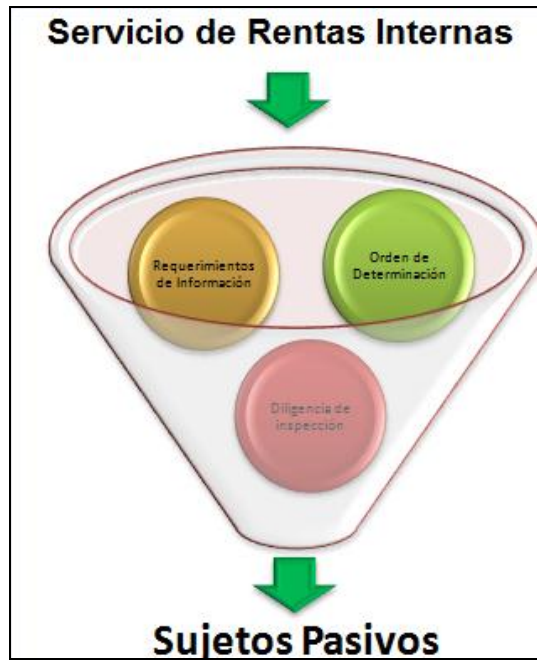 Servicio de Rentas Internas
Requerimientos
de Información
Orden de
Determinación
Diligencia de
inspección
Sujetos Pasivos